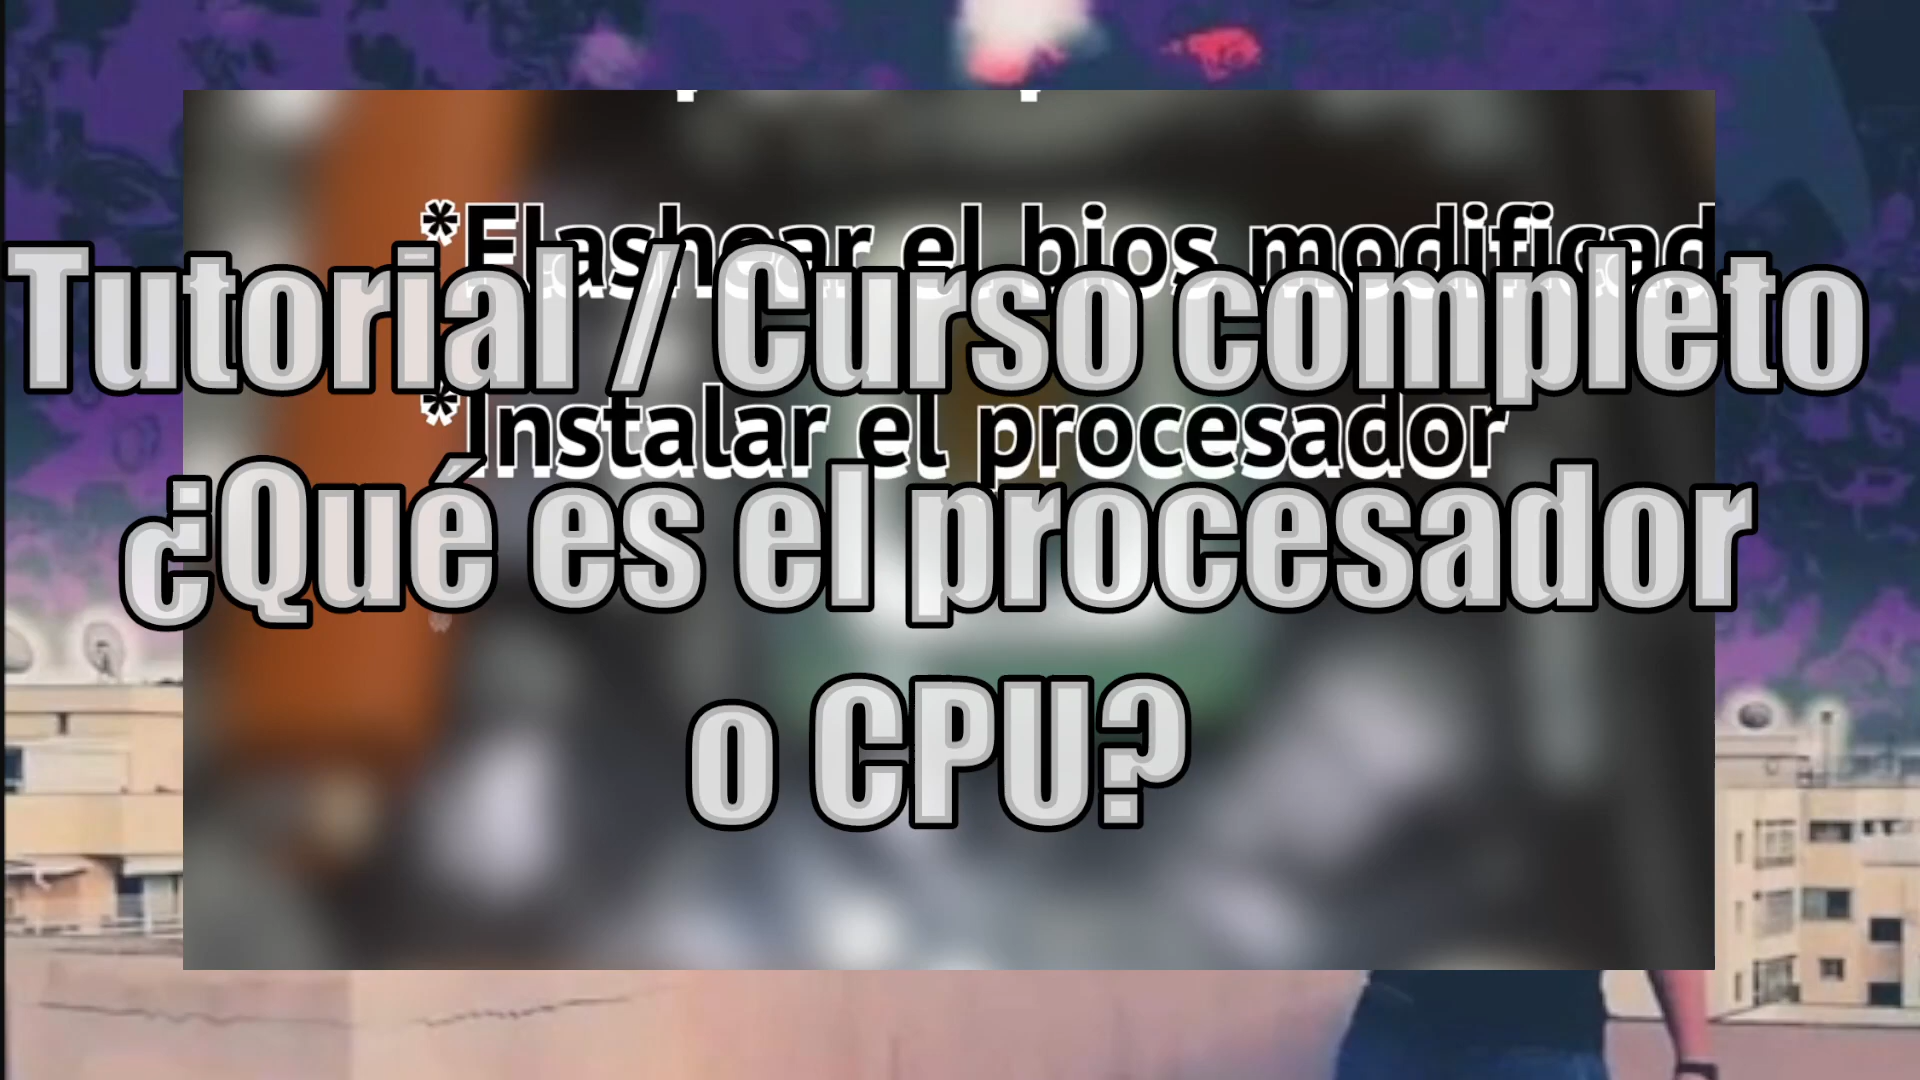 *Flashear el bios modificad
Tutorial / Curso completo
*Instalar el procesador
¿Qué es el procesador
o CPU?